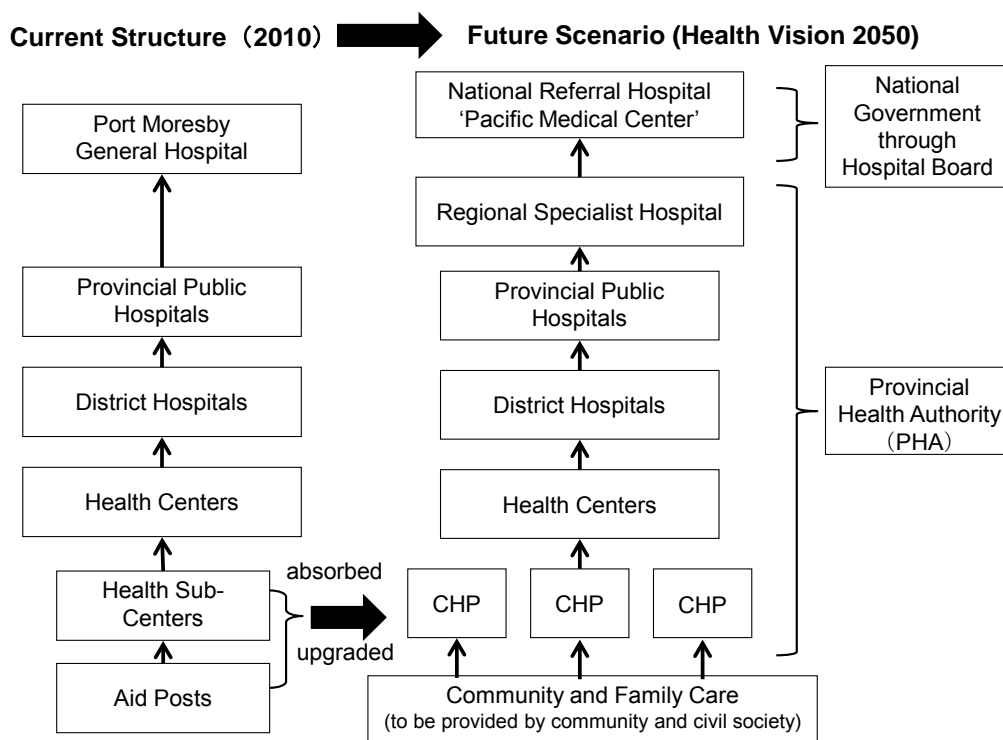 Current Structure（2010）
Future Scenario (Health Vision 2050)
Port Moresby
General Hospital
Provincial Public
Hospitals
District Hospitals
Health Centers
Health Sub-
Centers
Aid Posts
absorbed
upgraded
National Referral Hospital
‘Pacific Medical Center’
Regional Specialist Hospital
Provincial Public
Hospitals
District Hospitals
Health Centers
CHP
CHP
CHP
Community and Family Care
(to be provided by community and civil society)
National
Government
through
Hospital Board
Provincial
Health Authority
（PHA）